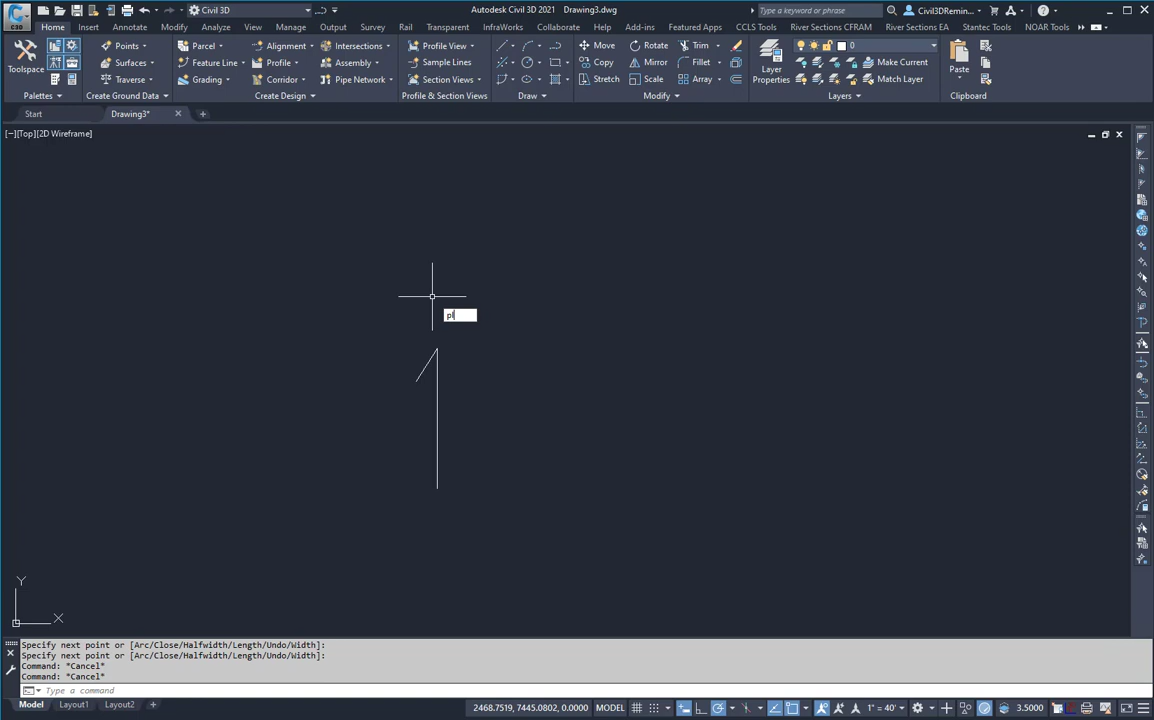 C3D
Civil 3D
Autodesk Civil 3D 2021 Drawing3.dwg
Type a keyword or phrase
Civil3DRemin...
Home Insert Annotate Modify Analyze View Manage Output Survey Rail Transparent InfraWorks Collaborate Help Add-ins CCLS Tools Featured Apps River Sections CFRAM River Sections EA Stantec Tools NOAR Tools
Toolspace
Points
Surfaces
Traverse
Parcel
Feature Line
Grading
Alignment
Profile
Corridor
Intersections
Assembly
Pipe Network
Profile View
Sample Lines
Section Views
Move
Copy
Stretch
Rotate
Mirror
Scale
Trim
Fillet
Array
Layer
Properties
0
Make Current
Match Layer
Paste
Palettes Create Ground Data Create Design Profile & Section Views Draw Modify Layers Clipboard
Start Drawing3*
[−][Top][2D Wireframe]
pl
Y
X
Specify next point or [Arc/Close/Halfwidth/Length/Undo/Width]:
Specify next point or [Arc/Close/Halfwidth/Length/Undo/Width]:
Command: *Cancel*
Command: *Cancel*
Type a command
Model Layout1 Layout2
2468.7519, 7445.0802, 0.0000 MODEL 1" = 40' 3.5000